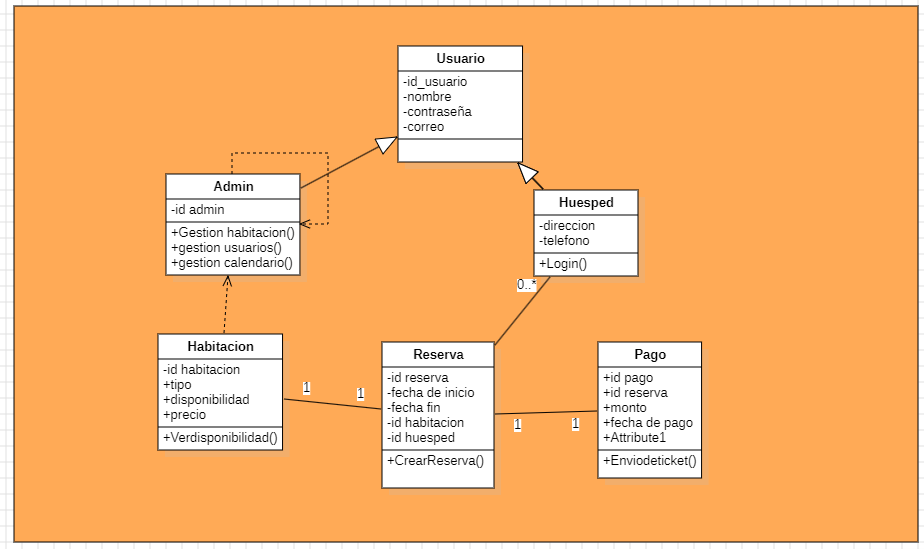 Usuario
-id_usuario
-nombre
-contraseña
-correo
Admin
-id admin
+Gestion habitacion()
+gestion usuarios()
+gestion calendario()
Huesped
-direccion
-telefono
+Login()
0..*
Habitacion
-id habitacion
+tipo
+disponibilidad
+precio
+Verdisponibilidad()
1
1
Reserva
-id reserva
-fecha de inicio
-fecha fin
-id habitacion
-id huesped
+CrearReserva()
1
1
Pago
+id pago
+id reserva
+monto
+fecha de pago
+Attribute1
+Enviodeticket()